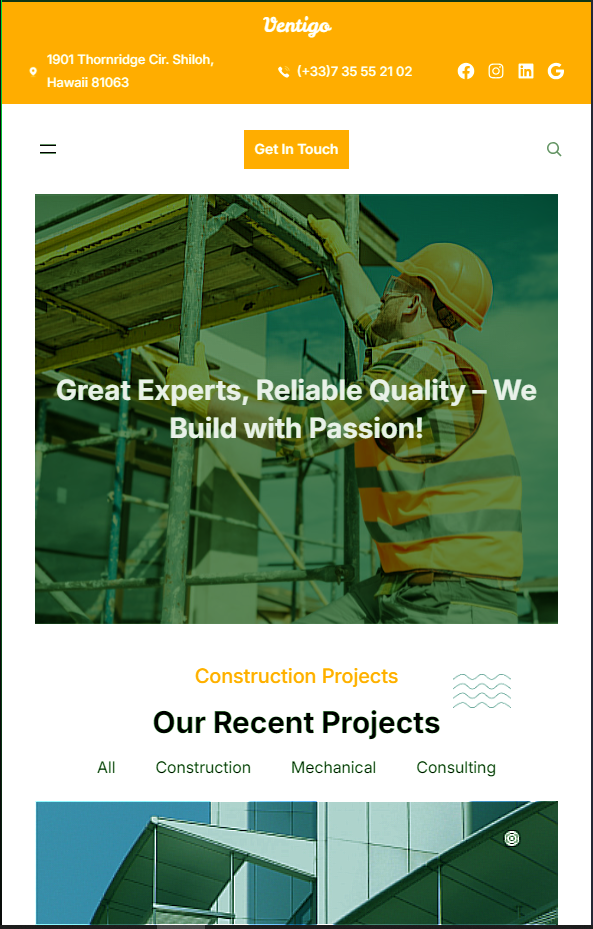 Ventigo
1901 Thornridge Cir. Shiloh,
Hawaii 81063
(+33)7 35 55 21 02
Get In Touch
Great Experts, Reliable Quality – We
Build with Passion!
Construction Projects
Our Recent Projects
All Construction Mechanical Consulting